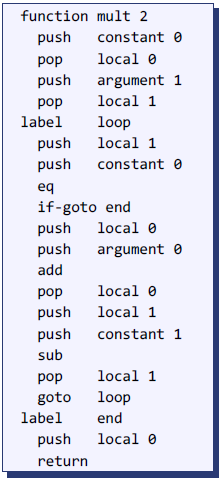 function mult 2
push constant 0
pop local 0
push argument 1
pop local 1
label loop
push local 1
push constant 0
eq
if-goto end
push local 0
push argument 0
add
pop local 0
push local 1
push constant 1
sub
pop local 1
goto loop
label end
push local 0
return